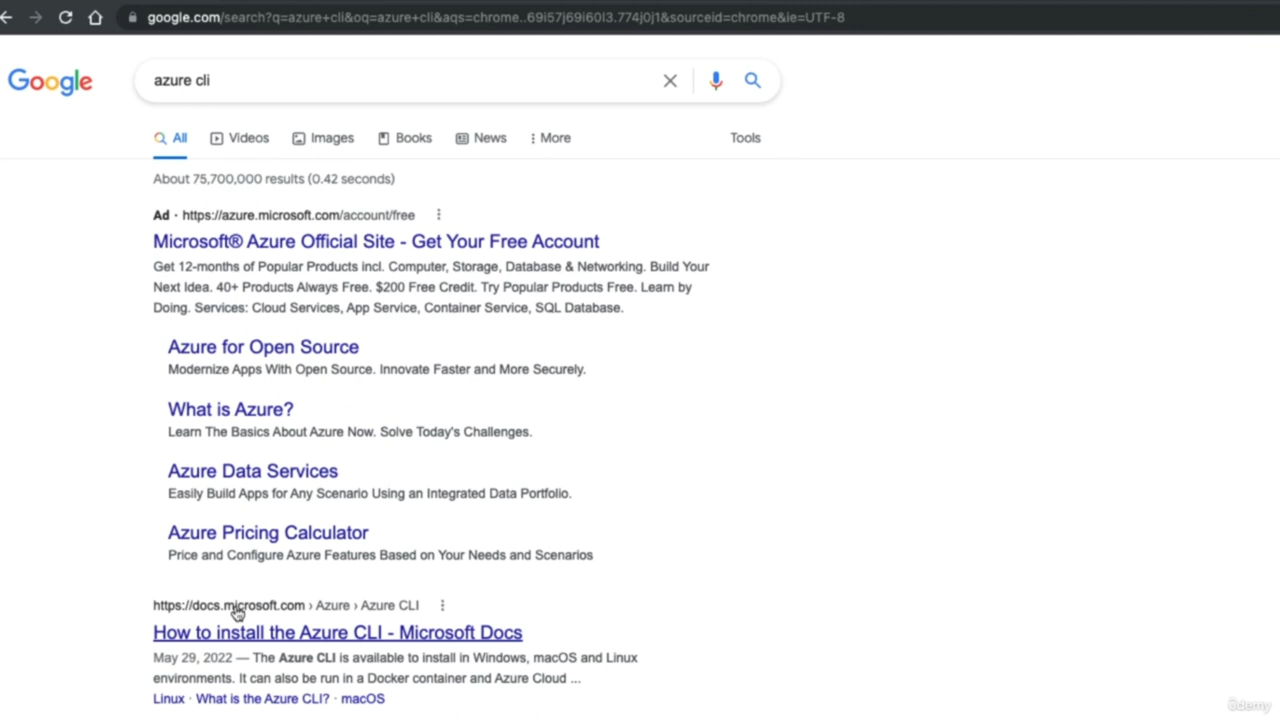 google.com/search?q=azure+cli&oq=azure+cli&aqs=chrome..69i57j69i60l3.774j0j1&sourceid=chrome&ie=UTF-8
Google
azure cli
All Videos Images Books News More Tools
About 75,700,000 results (0.42 seconds)
Ad · https://azure.microsoft.com/account/free
Microsoft® Azure Official Site - Get Your Free Account
Get 12-months of Popular Products incl. Computer, Storage, Database & Networking. Build Your
Next Idea. 40+ Products Always Free. $200 Free Credit. Try Popular Products Free. Learn by
Doing. Services: Cloud Services, App Service, Container Service, SQL Database.
Azure for Open Source
Modernize Apps With Open Source. Innovate Faster and More Securely.
What is Azure?
Learn The Basics About Azure Now. Solve Today's Challenges.
Azure Data Services
Easily Build Apps for Any Scenario Using an Integrated Data Portfolio.
Azure Pricing Calculator
Price and Configure Azure Features Based on Your Needs and Scenarios
https://docs.microsoft.com › Azure › Azure CLI
How to install the Azure CLI - Microsoft Docs
May 29, 2022 — The Azure CLI is available to install in Windows, macOS and Linux
environments. It can also be run in a Docker container and Azure Cloud ...
Linux · What is the Azure CLI? · macOS
ûdemy